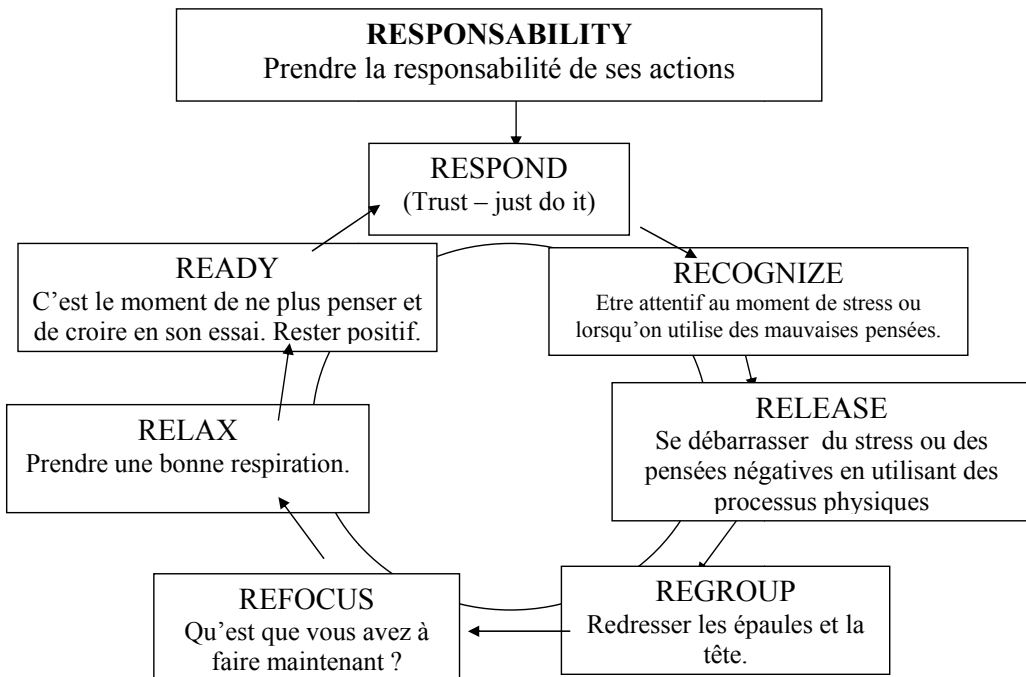 RESPONSABILITY
Prendre la responsabilité de ses actions
RESPOND
(Trust – just do it)
RECOGNIZE
Etre attentif au moment de stress ou
lorsqu'on utilise des mauvaises pensées.
RELEASE
Se débarrasser du stress ou des
pensées négatives en utilisant des
processus physiques
REGROUP
Redresser les épaules et la
tête.
REFOCUS
Qu'est que vous avez à
faire maintenant ?
RELAX
Prendre une bonne respiration.
READY
C'est le moment de ne plus penser et
de croire en son essai. Rester positif.